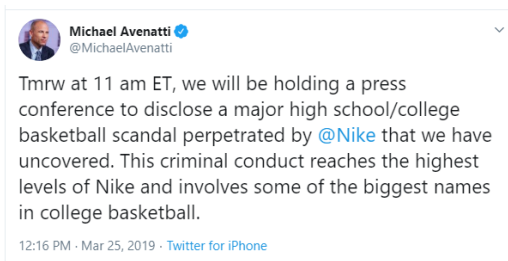 Michael Avenatti
@MichaelAvenatti
Tmrw at 11 am ET, we will be holding a press
conference to disclose a major high school/college
basketball scandal perpetrated by @Nike that we have
uncovered. This criminal conduct reaches the highest
levels of Nike and involves some of the biggest names
in college basketball.
12:16 PM · Mar 25, 2019 · Twitter for iPhone